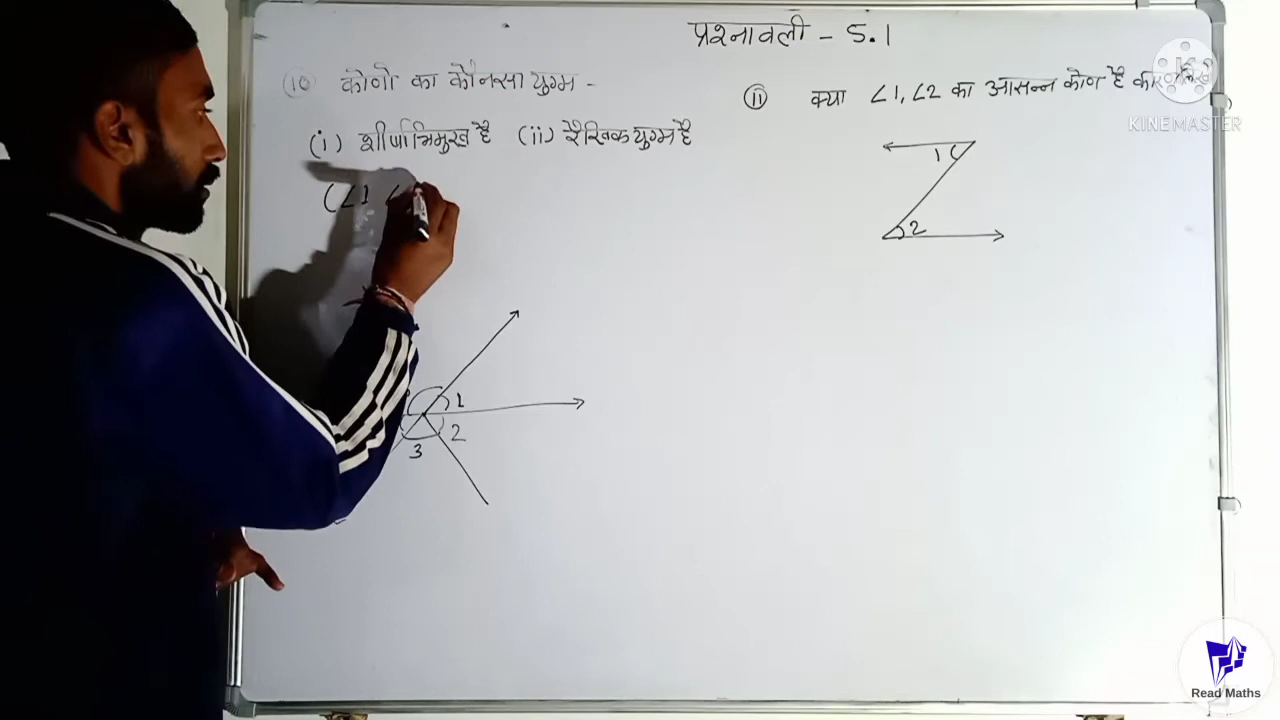 प्रश्नावली - 5.1
(10) कोणो का कौनसा युग्म -
(i) शीर्षाभिमुख है (ii) रैखिक युग्म है
(∠1 ∠
1
2
3
(11) क्या ∠1, ∠2 का आसन्न कोण है
1
2
KINEMASTER
Read Maths